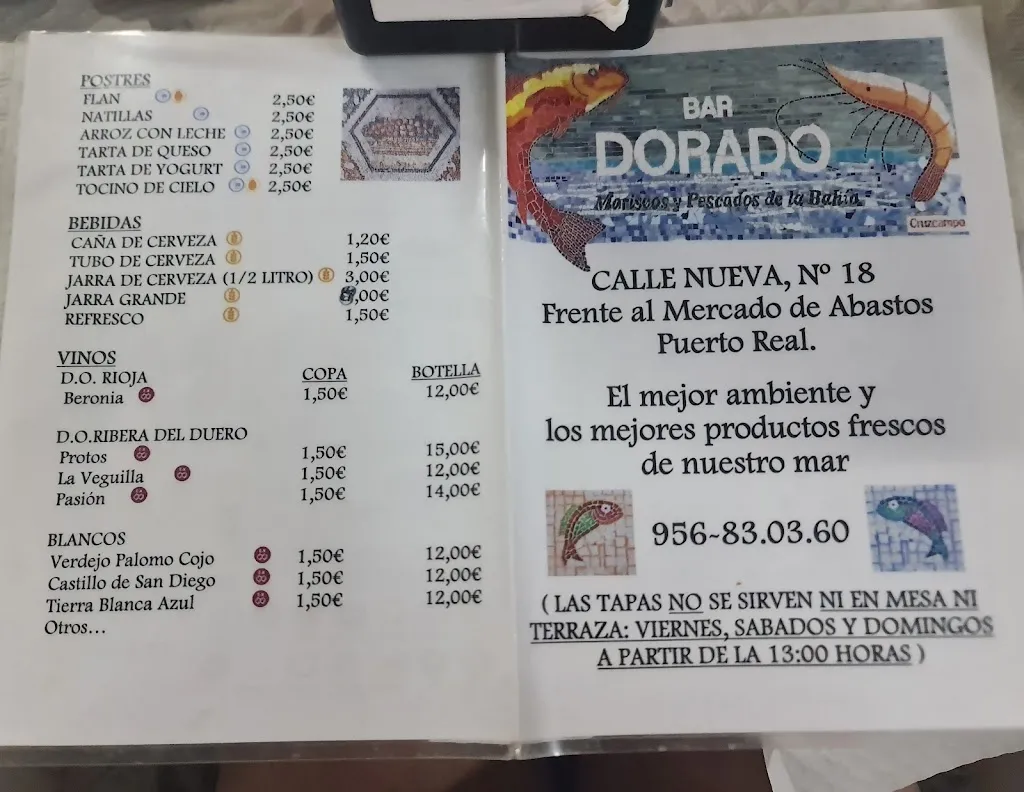 POSTRES
FLAN 2,50€
NATILLAS 2,50€
ARROZ CON LECHE 2,50€
TARTA DE QUESO 2,50€
TARTA DE YOGURT 2,50€
TOCINO DE CIELO 2,50€
BEBIDAS
CAÑA DE CERVEZA 1,20€
TUBO DE CERVEZA 1,50€
JARRA DE CERVEZA (1/2 LITRO) 3,00€
JARRA GRANDE ,00€
REFRESCO 1,50€
VINOS
D.O. RIOJA COPA BOTELLA
Beronia 1,50€ 12,00€
D.O.RIBERA DEL DUERO
Protos 1,50€ 15,00€
La Veguilla 1,50€ 12,00€
Pasión 1,50€ 14,00€
BLANCOS
Verdejo Palomo Cojo 1,50€ 12,00€
Castillo de San Diego 1,50€ 12,00€
Tierra Blanca Azul 1,50€ 12,00€
Otros...
BAR
DORADO
Mariscos y Pescados de la Bahía
Cruzcampo
CALLE NUEVA, Nº 18
Frente al Mercado de Abastos
Puerto Real.
El mejor ambiente y
los mejores productos frescos
de nuestro mar
956-83.03.60
( LAS TAPAS NO SE SIRVEN NI EN MESA NI
TERRAZA: VIERNES, SABADOS Y DOMINGOS
A PARTIR DE LA 13:00 HORAS )